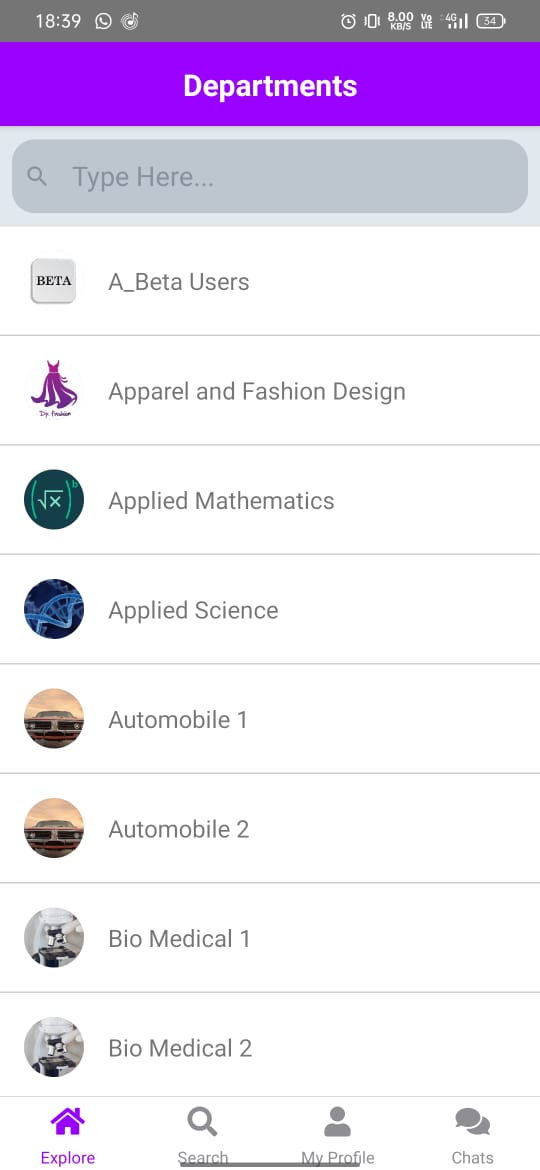 18:39
8.00 KB/S
Vo LTE
4G
34
Departments
Type Here...
BETA
A_Beta Users
Dp. Fashion
Apparel and Fashion Design
(√x)b
Applied Mathematics
Applied Science
Automobile 1
Automobile 2
Bio Medical 1
Bio Medical 2
Explore
Search
My Profile
Chats